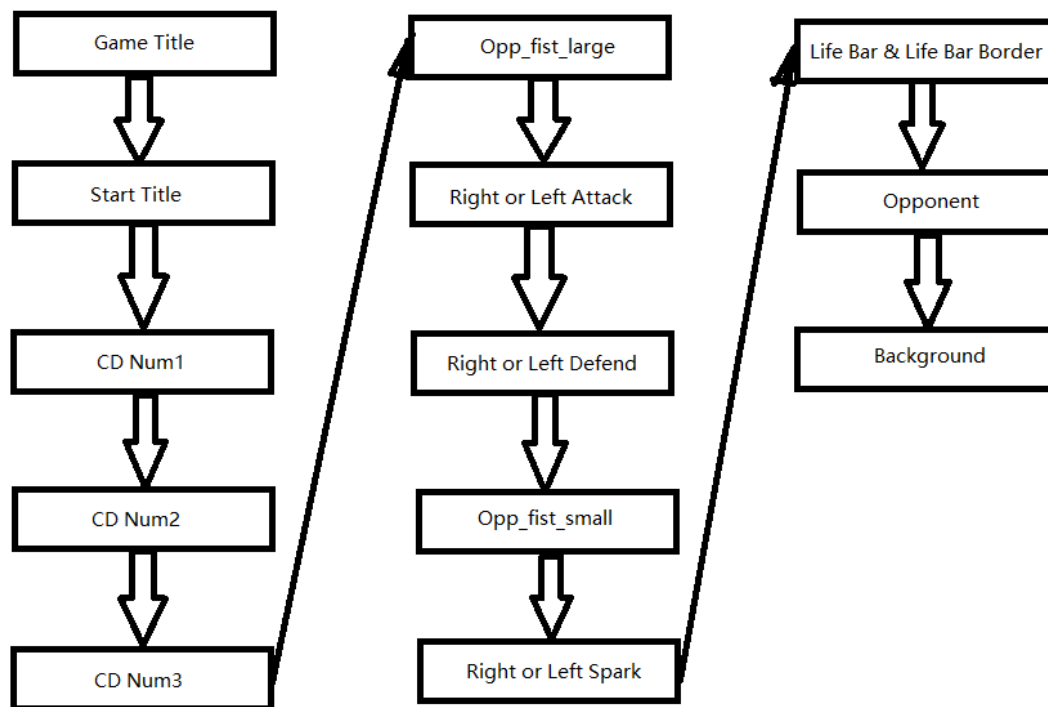 Game Title
Start Title
CD Num1
CD Num2
CD Num3
Opp_fist_large
Right or Left Attack
Right or Left Defend
Opp_fist_small
Right or Left Spark
Life Bar & Life Bar Border
Opponent
Background